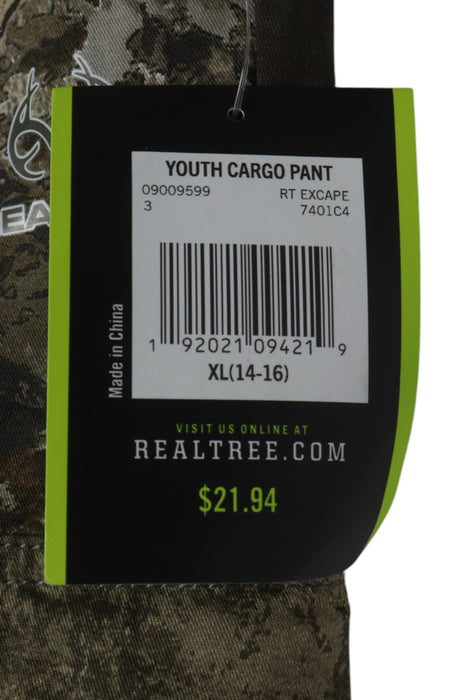 EA
YOUTH CARGO PANT
09009599 RT EXCAPE
3 7401C4
1 92021 09421 9
XL(14-16)
Made in China
VISIT US ONLINE AT
REALTREE.COM
$21.94